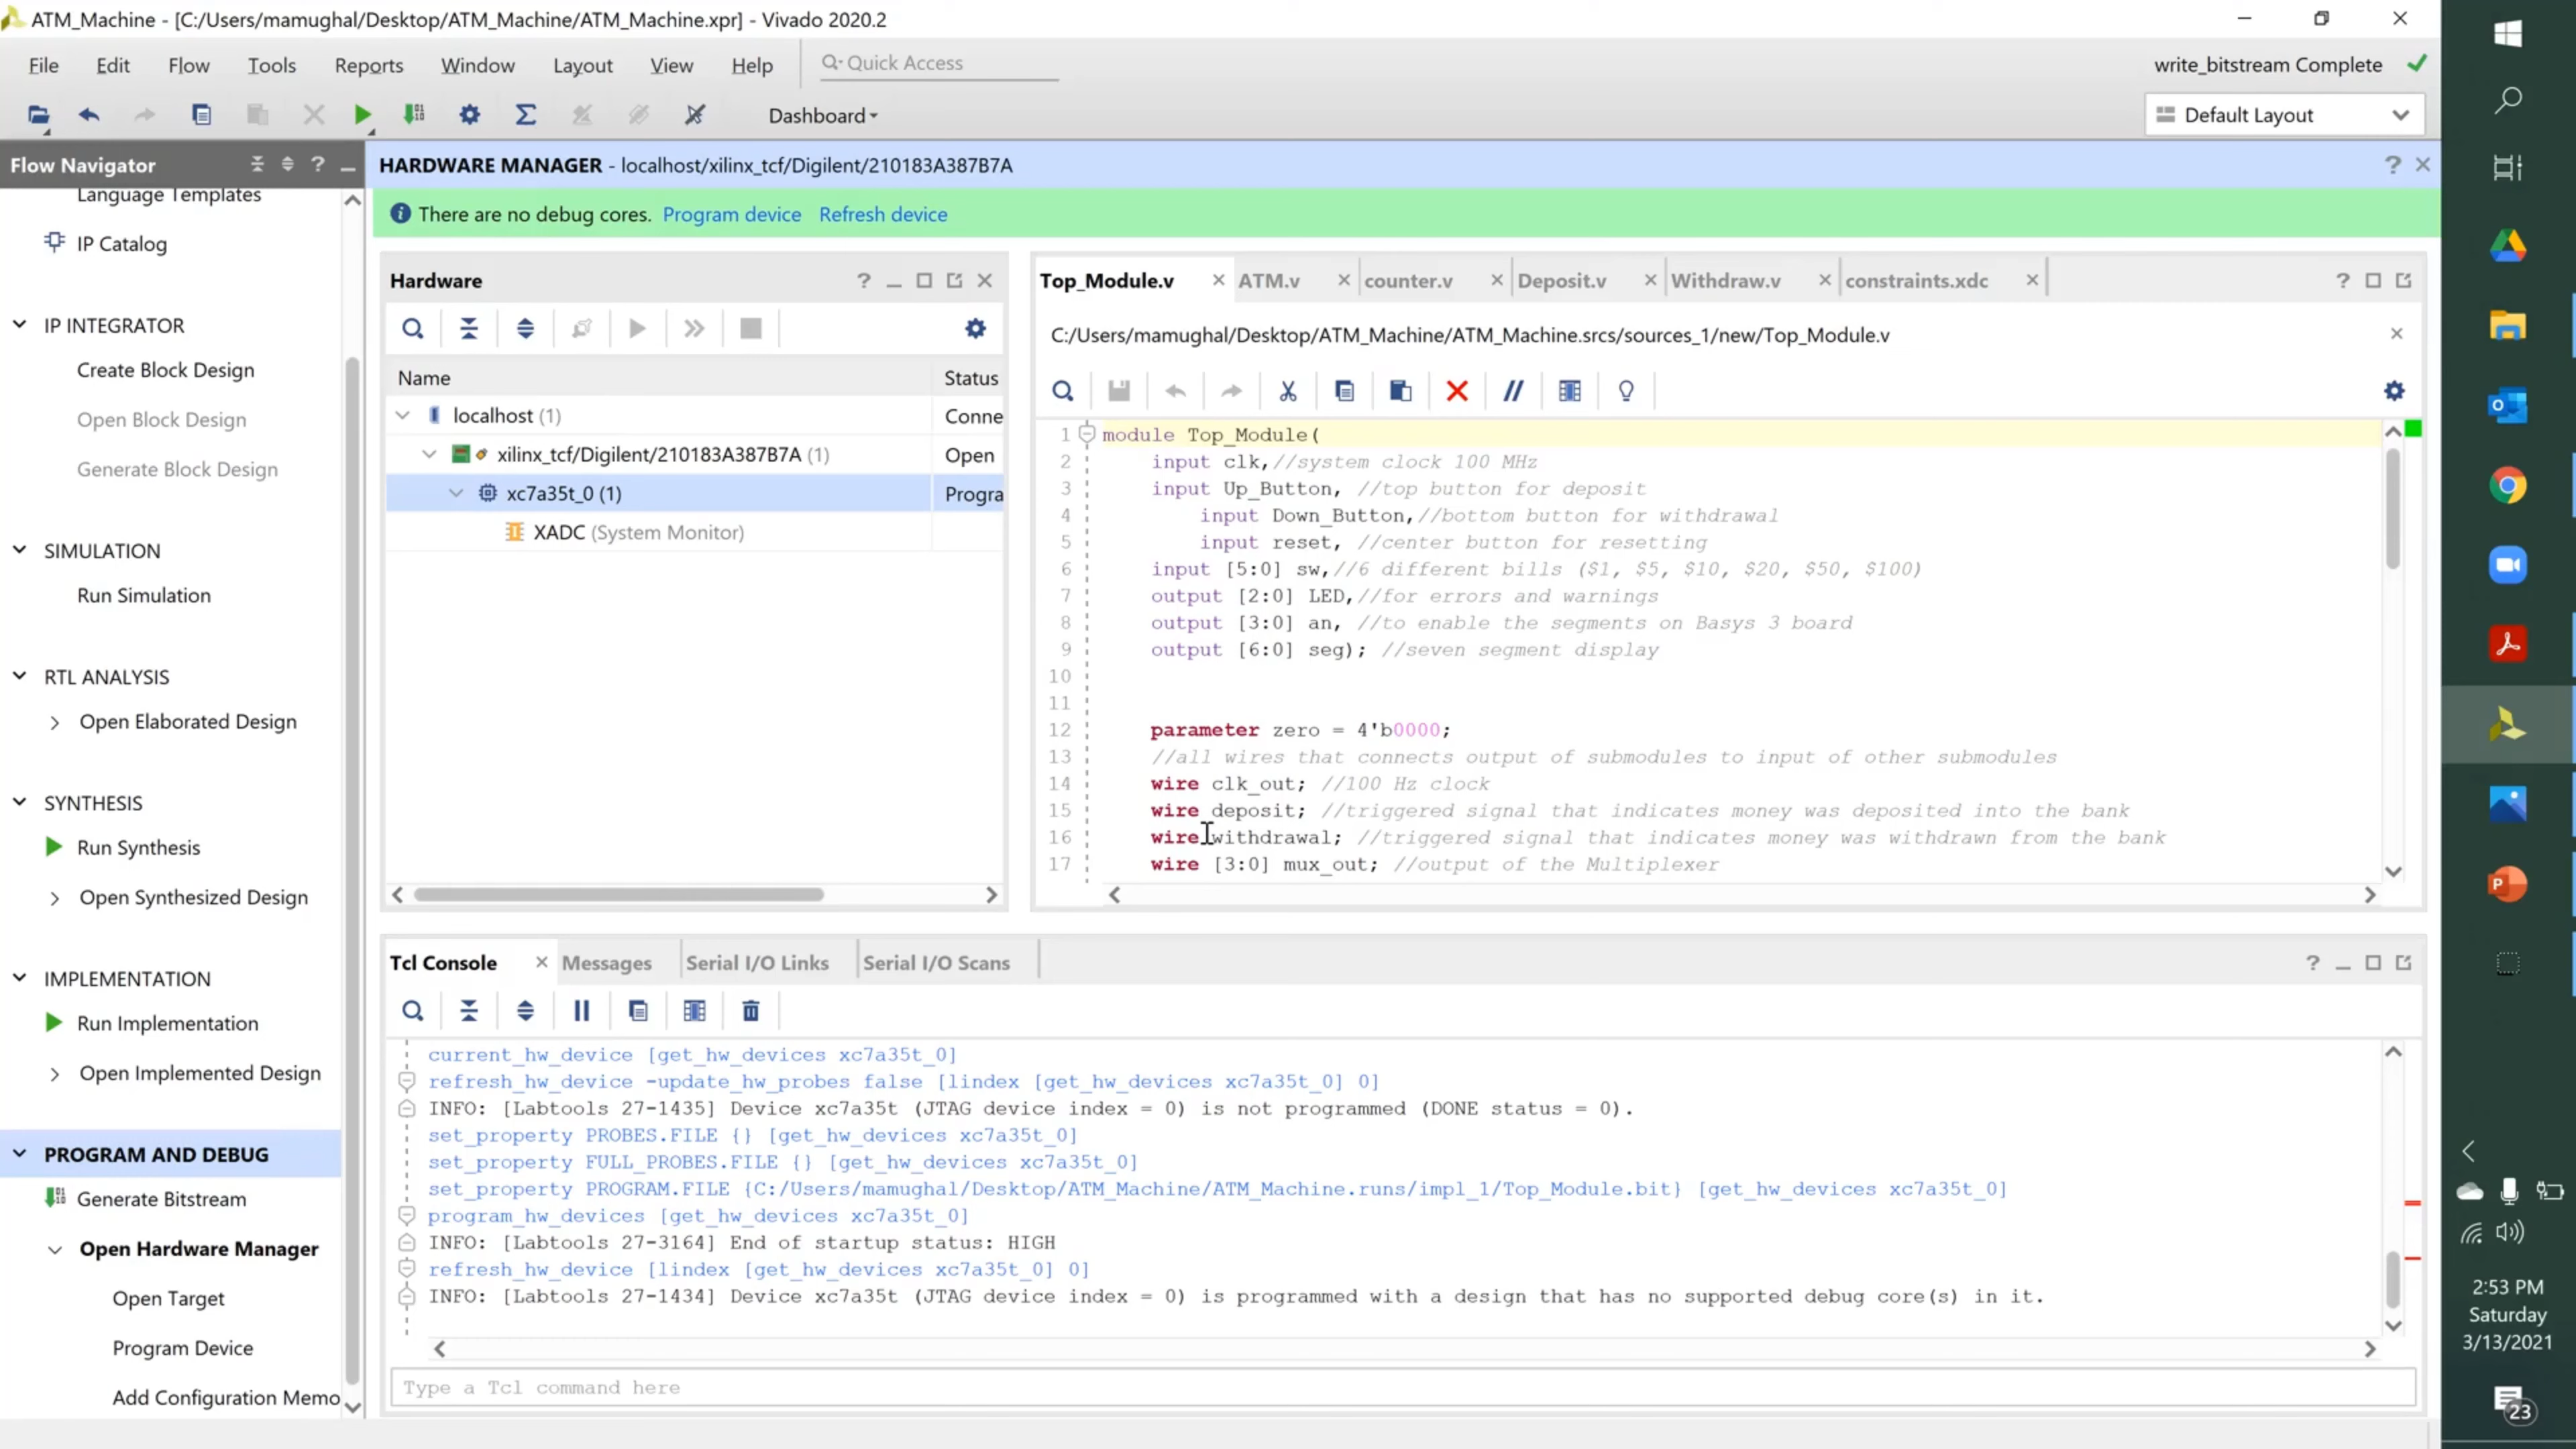 ATM_Machine - [C:/Users/mamughal/Desktop/ATM_Machine/ATM_Machine.xpr] - Vivado 2020.2
File Edit Flow Tools Reports Window Layout View Help Quick Access
write_bitstream Complete
Dashboard
Default Layout
Flow Navigator
HARDWARE MANAGER - localhost/xilinx_tcf/Digilent/210183A387B7A
There are no debug cores. Program device Refresh device
Language Templates
IP Catalog
IP INTEGRATOR
Create Block Design
Open Block Design
Generate Block Design
SIMULATION
Run Simulation
RTL ANALYSIS
Open Elaborated Design
SYNTHESIS
Run Synthesis
Open Synthesized Design
IMPLEMENTATION
Run Implementation
Open Implemented Design
PROGRAM AND DEBUG
Generate Bitstream
Open Hardware Manager
Open Target
Program Device
Add Configuration Memo
Hardware
Name Status
localhost (1) Conne
xilinx_tcf/Digilent/210183A387B7A (1) Open
xc7a35t_0 (1) Progra
XADC (System Monitor)
Top_Module.v ATM.v counter.v Deposit.v Withdraw.v constraints.xdc
C:/Users/mamughal/Desktop/ATM_Machine/ATM_Machine.srcs/sources_1/new/Top_Module.v
1 module Top_Module(
2 input clk,//system clock 100 MHz
3 input Up_Button, //top button for deposit
4 input Down_Button,//bottom button for withdrawal
5 input reset, //center button for resetting
6 input [5:0] sw,//6 different bills ($1, $5, $10, $20, $50, $100)
7 output [2:0] LED,//for errors and warnings
8 output [3:0] an, //to enable the segments on Basys 3 board
9 output [6:0] seg); //seven segment display
10
11
12 parameter zero = 4'b0000;
13 //all wires that connects output of submodules to input of other submodules
14 wire clk_out; //100 Hz clock
15 wire deposit; //triggered signal that indicates money was deposited into the bank
16 wire withdrawal; //triggered signal that indicates money was withdrawn from the bank
17 wire [3:0] mux_out; //output of the Multiplexer
Tcl Console Messages Serial I/O Links Serial I/O Scans
current_hw_device [get_hw_devices xc7a35t_0]
refresh_hw_device -update_hw_probes false [lindex [get_hw_devices xc7a35t_0] 0]
INFO: [Labtools 27-1435] Device xc7a35t (JTAG device index = 0) is not programmed (DONE status = 0).
set_property PROBES.FILE {} [get_hw_devices xc7a35t_0]
set_property FULL_PROBES.FILE {} [get_hw_devices xc7a35t_0]
set_property PROGRAM.FILE {C:/Users/mamughal/Desktop/ATM_Machine/ATM_Machine.runs/impl_1/Top_Module.bit} [get_hw_devices xc7a35t_0]
program_hw_devices [get_hw_devices xc7a35t_0]
INFO: [Labtools 27-3164] End of startup status: HIGH
refresh_hw_device [lindex [get_hw_devices xc7a35t_0] 0]
INFO: [Labtools 27-1434] Device xc7a35t (JTAG device index = 0) is programmed with a design that has no supported debug core(s) in it.
Type a Tcl command here
2:53 PM
Saturday
3/13/2021
23